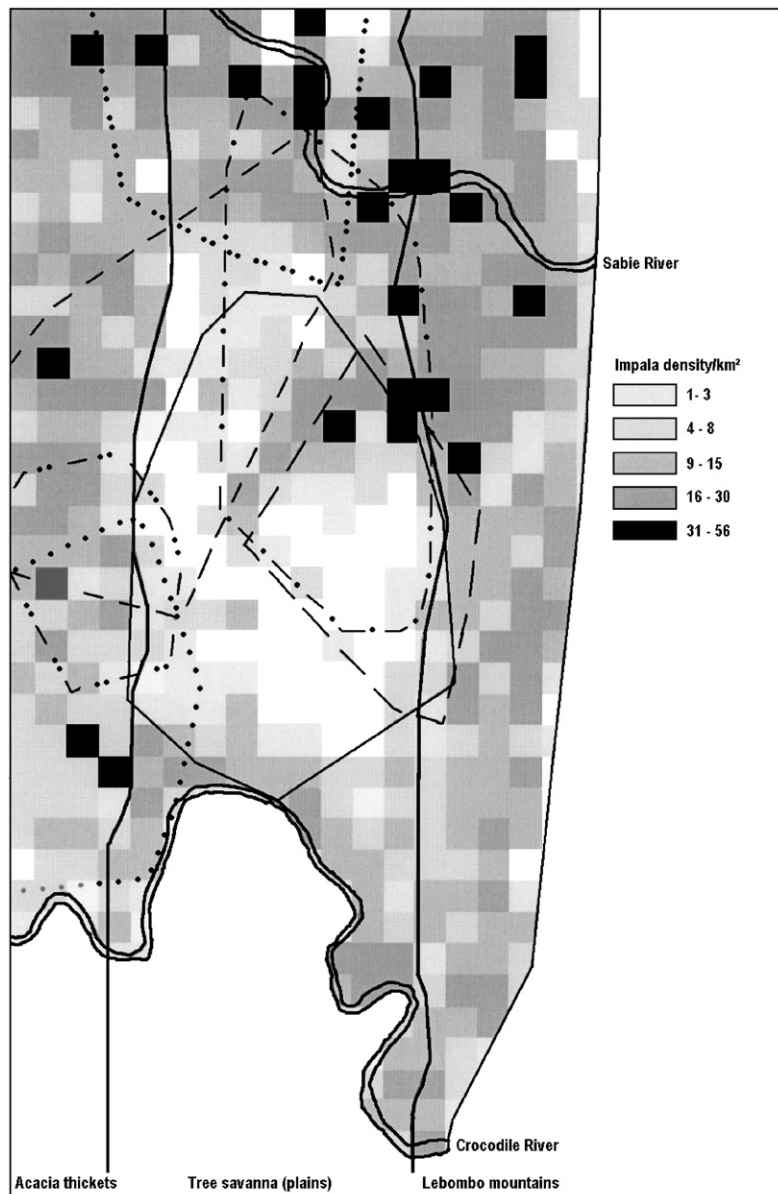 Sabie River
Impala density/km²
1 - 3
4 - 8
9 - 15
16 - 30
31 - 56
Crocodile River
Acacia thickets
Tree savanna (plains)
Lebombo mountains